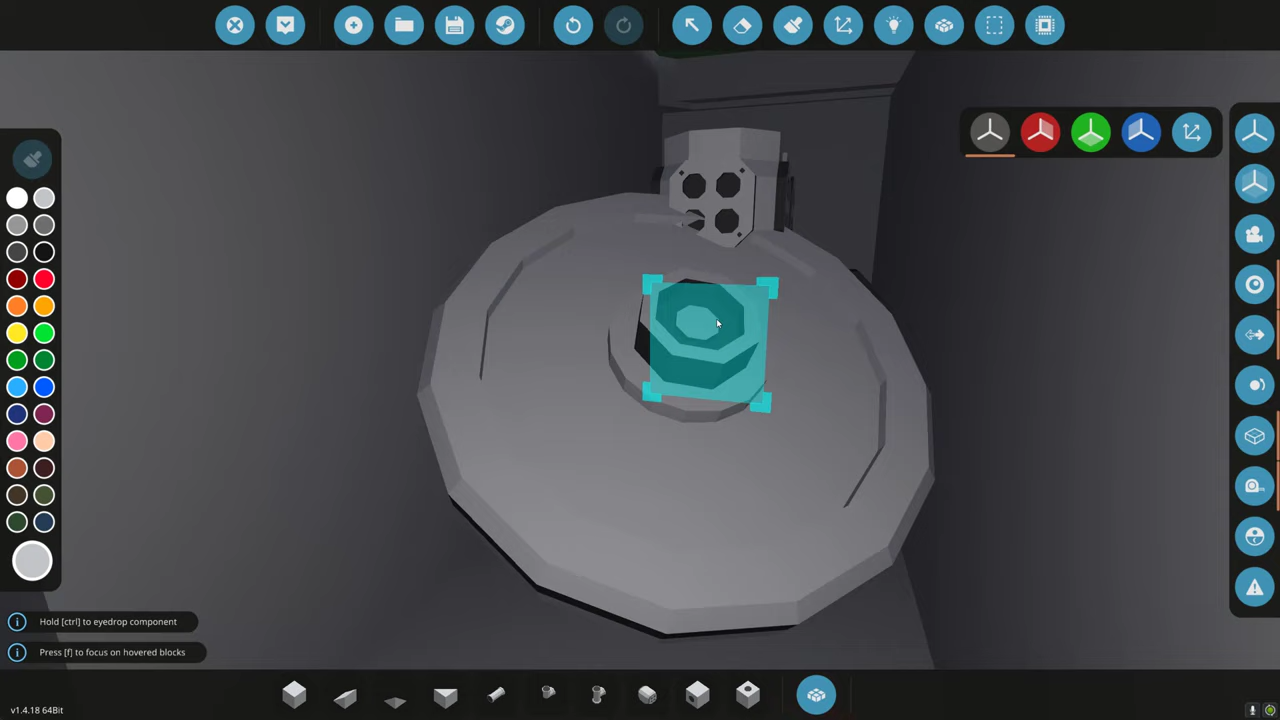 Hold [ctrl] to eyedrop component
Press [f] to focus on hovered blocks
v1.4.18 64Bit